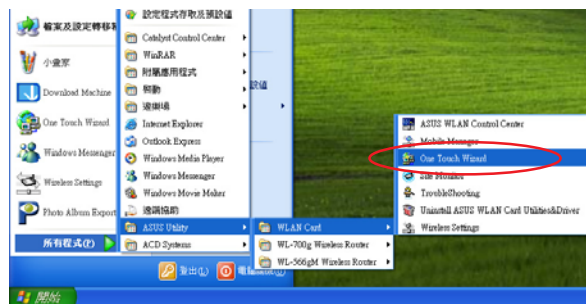 檔案及設定轉移
小畫家
Download Machine
One Touch Wizard
Windows Messenger
Wireless Settings
Photo Album Export
所有程式(P)
設定程式存取及預設值
Catalyst Control Center
WinRAR
附屬應用程式
啟動
遊樂場
Internet Explorer
Outlook Express
Windows Media Player
Windows Messenger
Windows Movie Maker
遠端協助
ASUS Utility
ACD Systems
設值
WLAN Card
WL-700g Wireless Router
WL-566gM Wireless Router
ASUS WLAN Control Center
Mobile Manager
One Touch Wizard
Site Monitor
TroubleShooting
Uninstall ASUS WLAN Card Utilities&Driver
Wireless Settings
登出(L)
開始